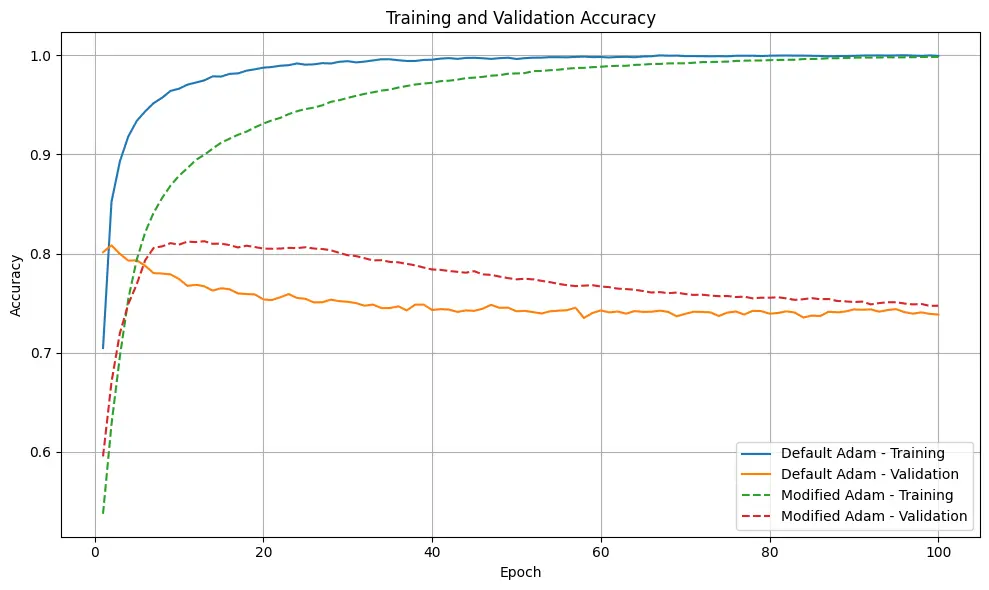 Training and Validation Accuracy
Accuracy
1.0
0.9
0.8
0.7
0.6
0
20
40
60
80
100
Epoch
Default Adam - Training
Default Adam - Validation
Modified Adam - Training
Modified Adam - Validation